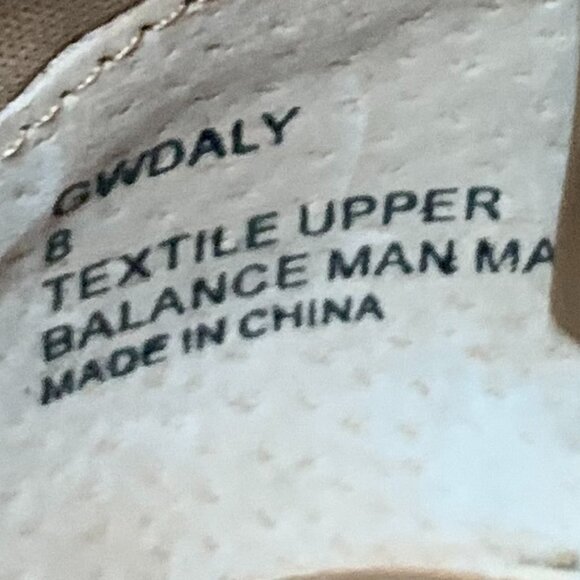 GWDALY
8
TEXTILE UPPER
BALANCE MAN MA
MADE IN CHINA